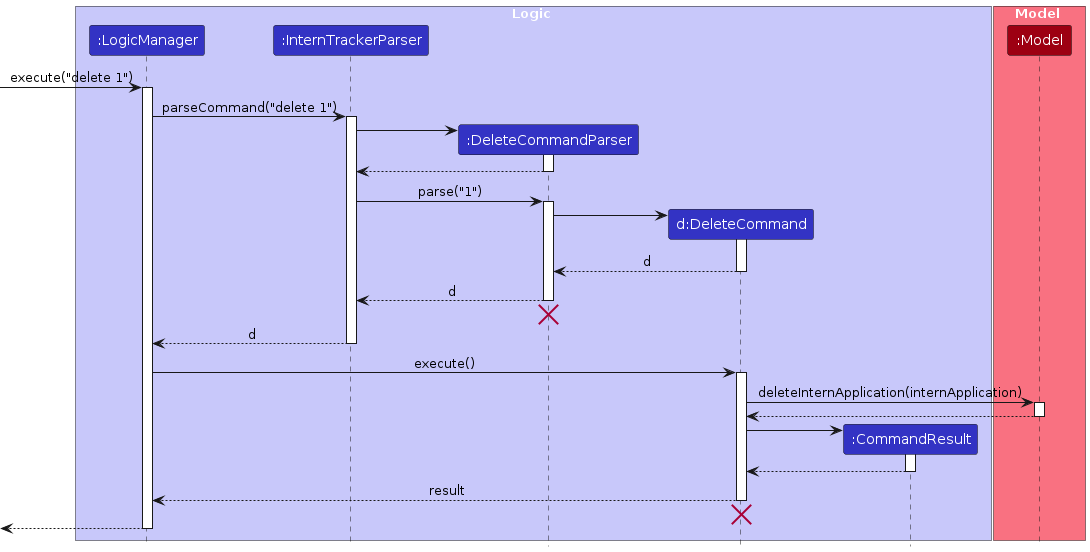 Logic
Model
:LogicManager
:InternTrackerParser
:Model
execute("delete 1")
parseCommand("delete 1")
:DeleteCommandParser
parse("1")
d:DeleteCommand
d
d
d
execute()
deleteInternApplication(internApplication)
:CommandResult
result